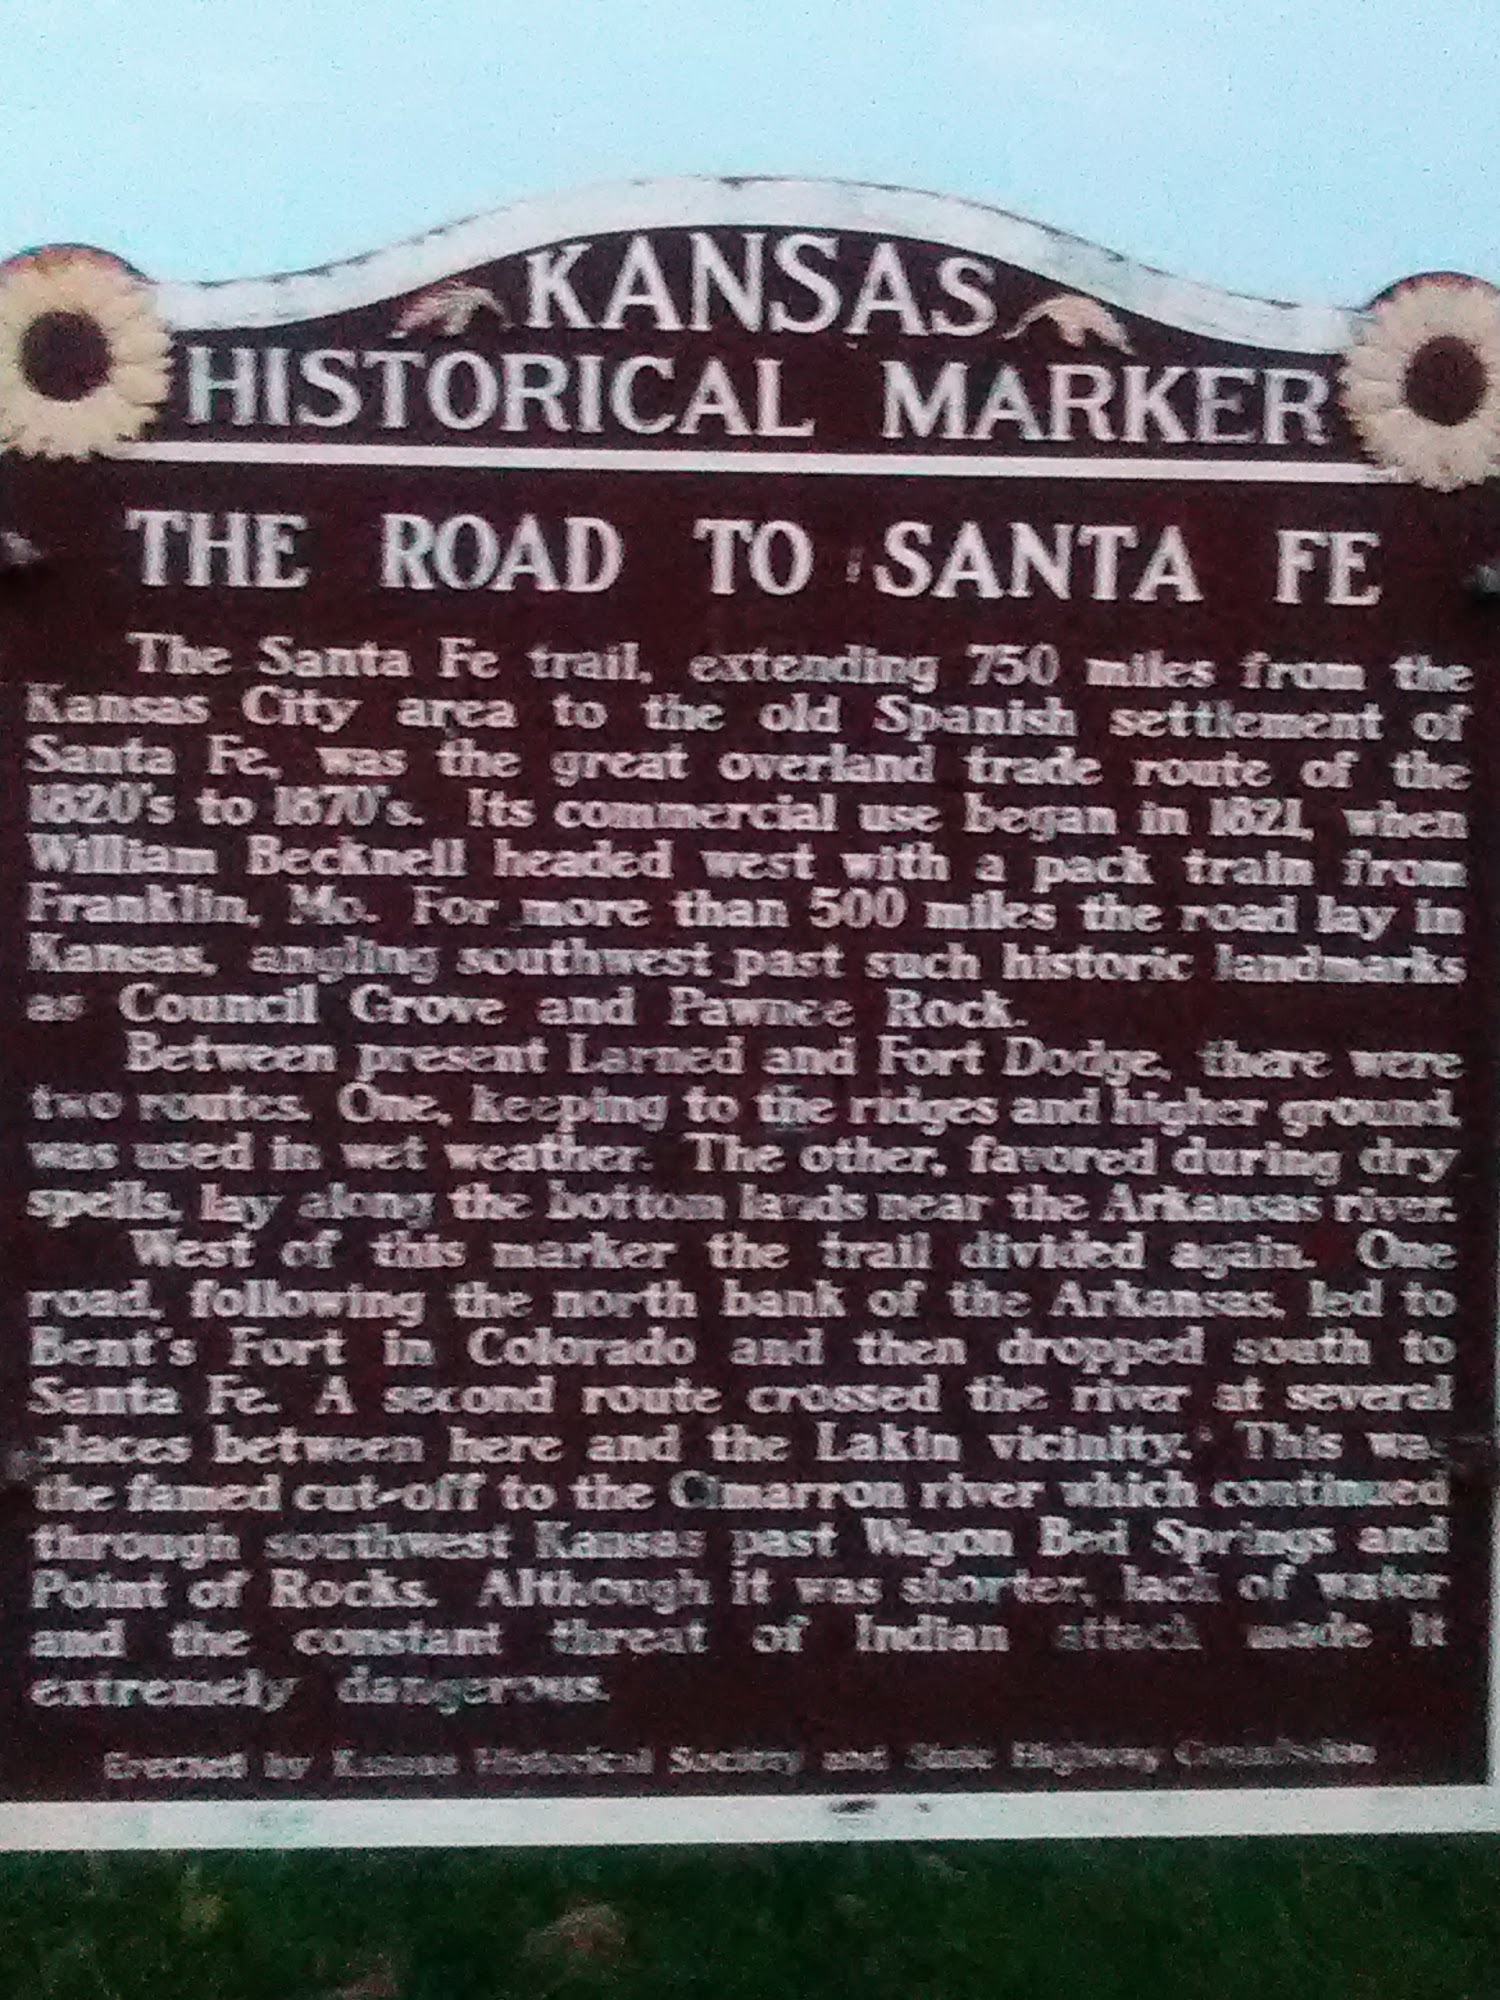 KANSAS
HISTORICAL MARKER
THE ROAD TO SANTA FE
The Santa Fe trail, extending 750 miles from the
Kansas City area to the old Spanish settlement of
Santa Fe, was the great overland trade route of the
1820's to 1870's. Its commercial use began in 1821, when
William Becknell headed west with a pack train from
Franklin, Mo. For more than 500 miles the road lay in
Kansas, angling southwest past such historic landmarks
as Council Grove and Pawnee Rock.
Between present Larned and Fort Dodge, there were
two routes. One, keeping to the ridges and higher ground,
was used in wet weather. The other, favored during dry
spells, lay along the bottom lands near the Arkansas river.
West of this marker the trail divided again. One
road, following the north bank of the Arkansas, led to
Bent's Fort in Colorado and then dropped south to
Santa Fe. A second route crossed the river at several
places between here and the Lakin vicinity. This was
the famed cut-off to the Cimarron river which continued
through southwest Kansas past Wagon Bed Springs and
Point of Rocks. Although it was shorter, lack of water
and the constant threat of Indian attack made it
extremely dangerous.
Erected by Kansas Historical Society and State Highway Commission